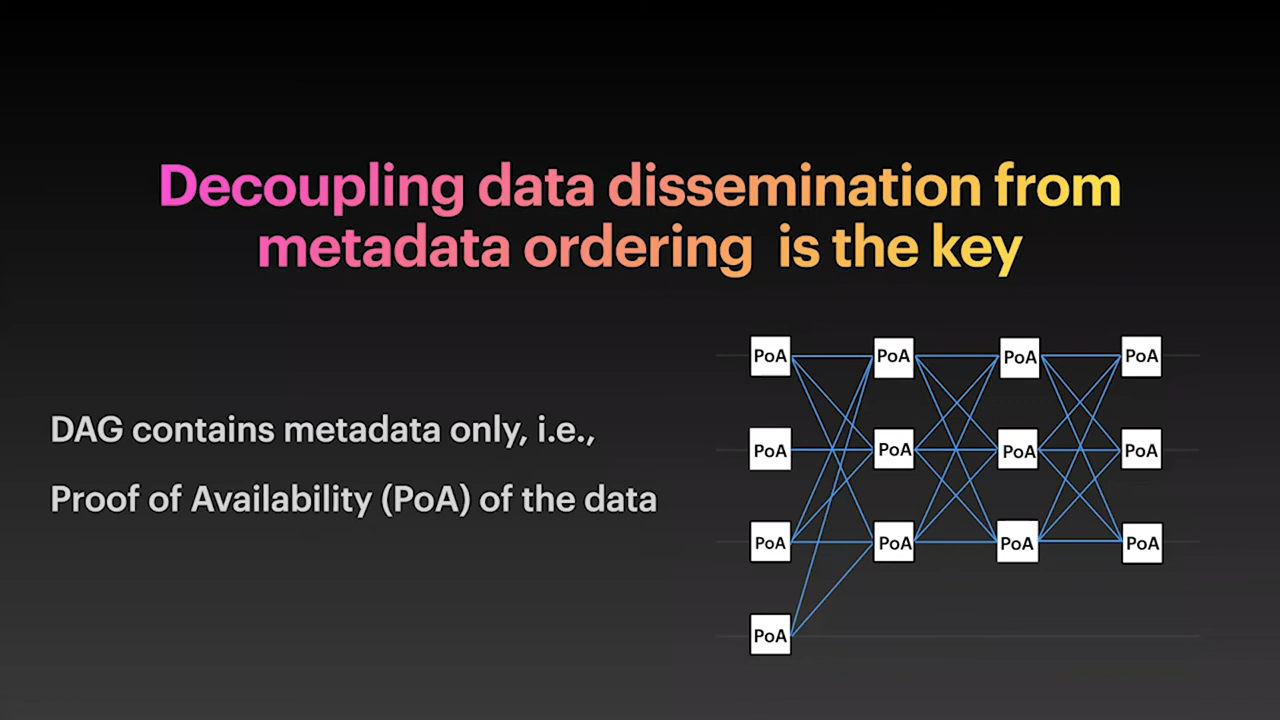 Decoupling data dissemination from
metadata ordering is the key
DAG contains metadata only, i.e.,
Proof of Availability (PoA) of the data
PoA PoA PoA PoA
PoA PoA PoA PoA
PoA PoA PoA PoA
PoA